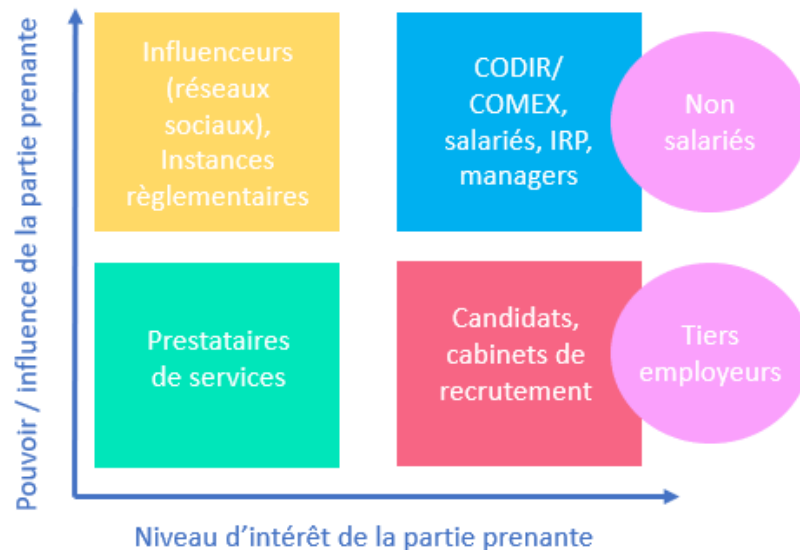 Pouvoir / influence de la partie prenante
Influenceurs
(réseaux
sociaux),
Instances
règlementaires
CODIR/
COMEX,
salariés, IRP,
managers
Non
salariés
Prestataires
de services
Candidats,
cabinets de
recrutement
Tiers
employeurs
Niveau d’intérêt de la partie prenante